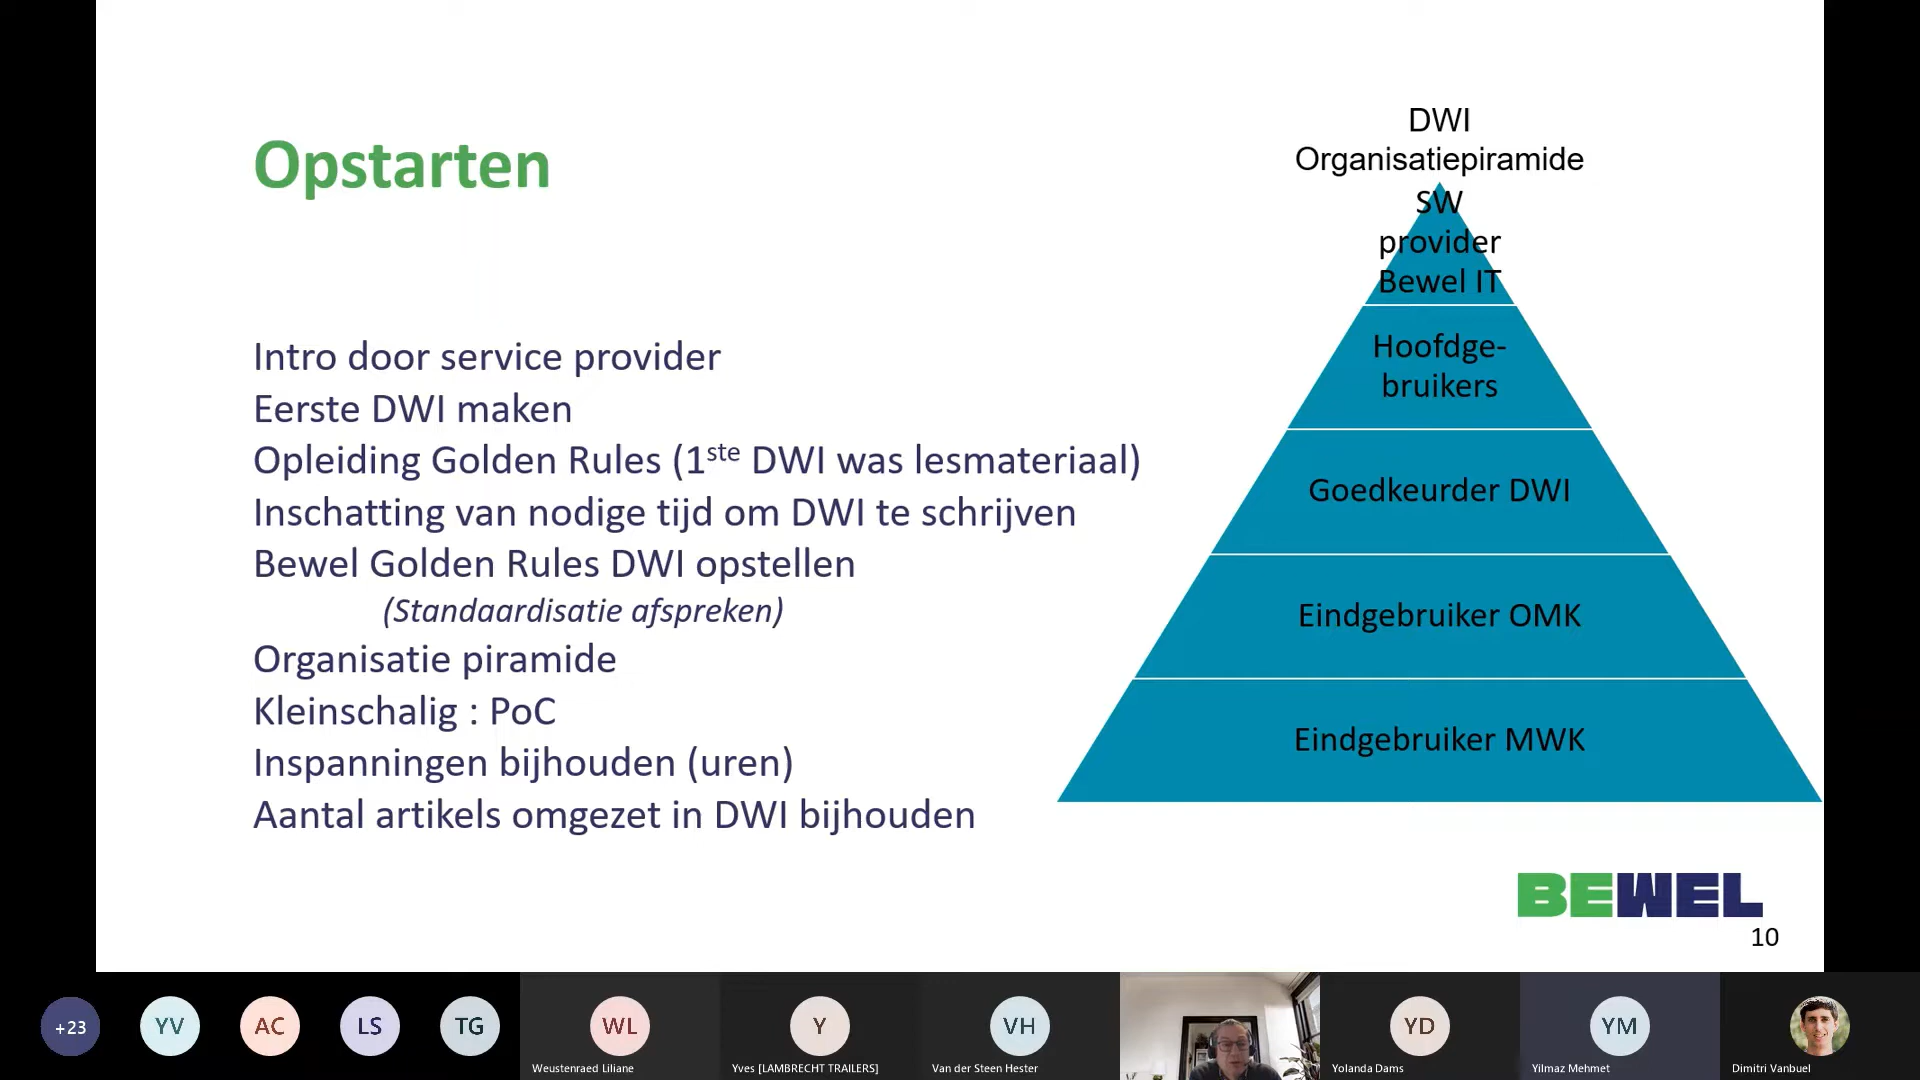 Opstarten
Intro door service provider
Eerste DWI maken
Opleiding Golden Rules (1ste DWI was lesmateriaal)
Inschatting van nodige tijd om DWI te schrijven
Bewel Golden Rules DWI opstellen
(Standaardisatie afspreken)
Organisatie piramide
Kleinschalig : PoC
Inspanningen bijhouden (uren)
Aantal artikels omgezet in DWI bijhouden
DWI
Organisatiepiramide
SW
provider
Bewel IT
Hoofdge-
bruikers
Goedkeurder DWI
Eindgebruiker OMK
Eindgebruiker MWK
BEWEL
10
+23
YV
AC
LS
TG
WL
Weustenraed Liliane
Y
Yves [LAMBRECHT TRAILERS]
VH
Van der Steen Hester
YD
Yolanda Dams
YM
Yilmaz Mehmet
Dimitri Vanbuel